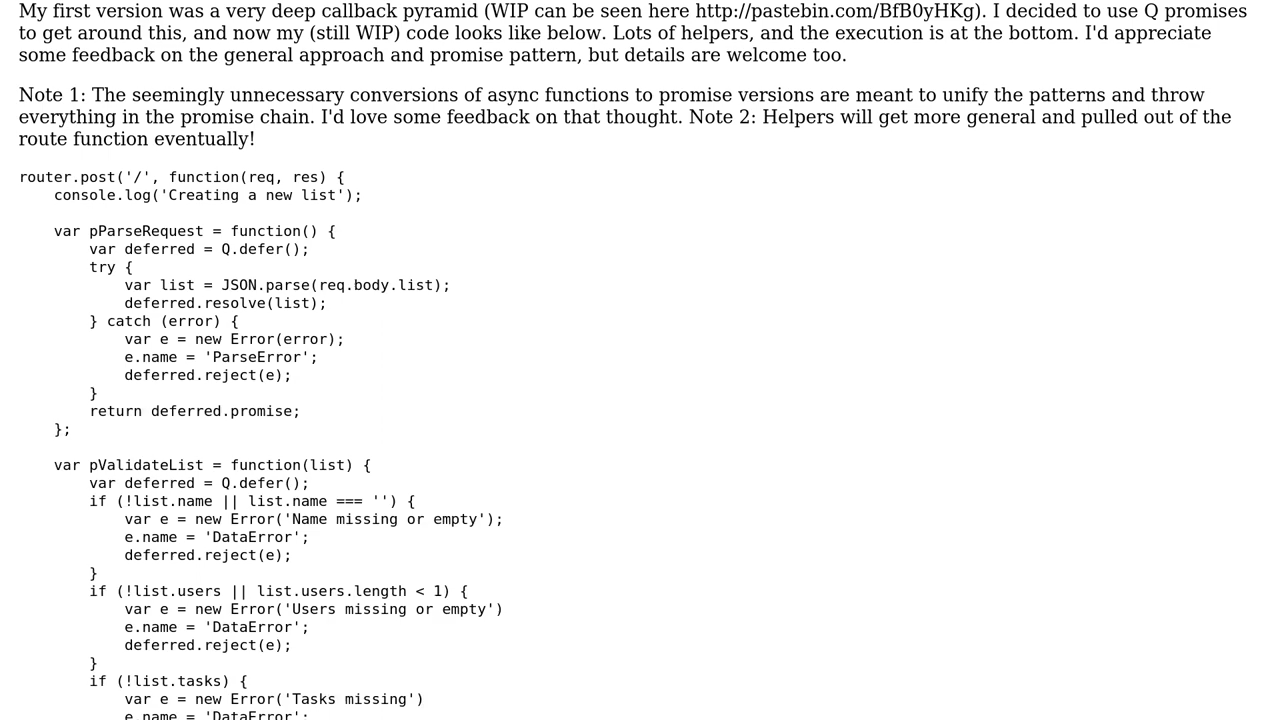 My first version was a very deep callback pyramid (WIP can be seen here http://pastebin.com/BfB0yHKg). I decided to use Q promises
to get around this, and now my (still WIP) code looks like below. Lots of helpers, and the execution is at the bottom. I'd appreciate
some feedback on the general approach and promise pattern, but details are welcome too.
Note 1: The seemingly unnecessary conversions of async functions to promise versions are meant to unify the patterns and throw
everything in the promise chain. I'd love some feedback on that thought. Note 2: Helpers will get more general and pulled out of the
route function eventually!
router.post('/', function(req, res) {
    console.log('Creating a new list');
    var pParseRequest = function() {
        var deferred = Q.defer();
        try {
            var list = JSON.parse(req.body.list);
            deferred.resolve(list);
        } catch (error) {
            var e = new Error(error);
            e.name = 'ParseError';
            deferred.reject(e);
        }
        return deferred.promise;
    };
    var pValidateList = function(list) {
        var deferred = Q.defer();
        if (!list.name || list.name === '') {
            var e = new Error('Name missing or empty');
            e.name = 'DataError';
            deferred.reject(e);
        }
        if (!list.users || list.users.length < 1) {
            var e = new Error('Users missing or empty')
            e.name = 'DataError';
            deferred.reject(e);
        }
        if (!list.tasks) {
            var e = new Error('Tasks missing')
            e.name = 'DataError';